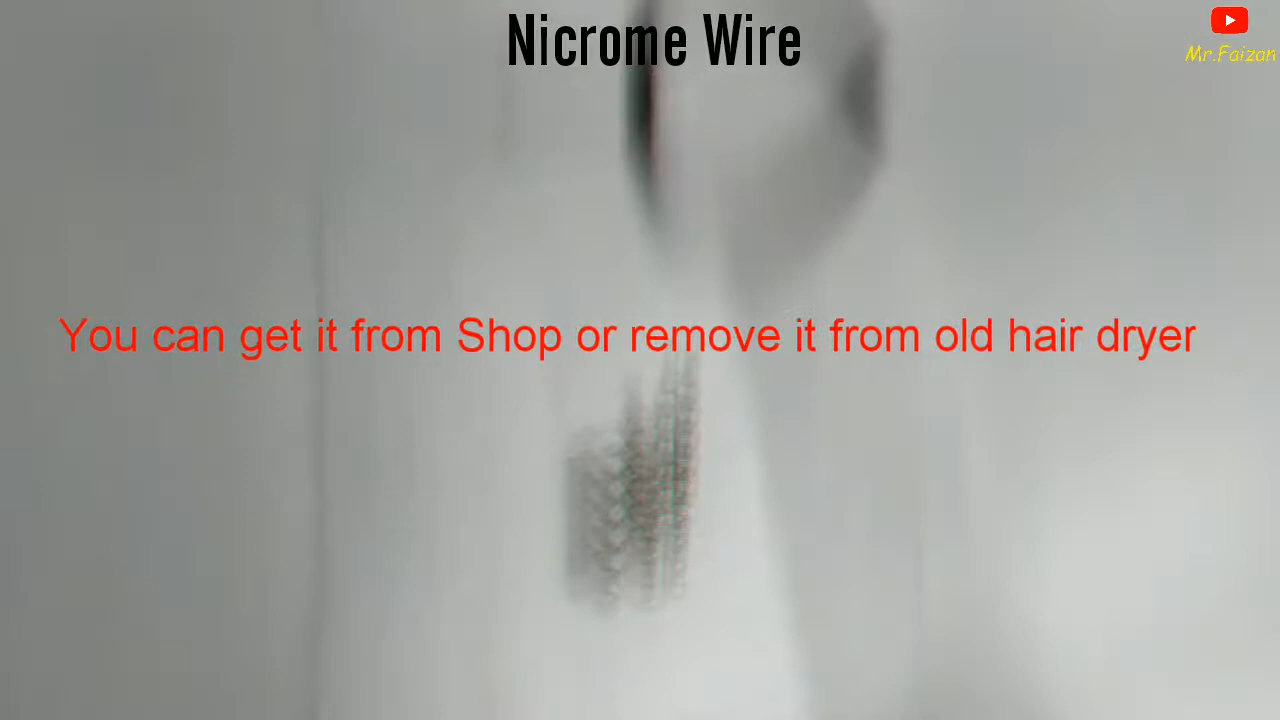 Nicrome Wire
Mr.Faizan
You can get it from Shop or remove it from old hair dryer